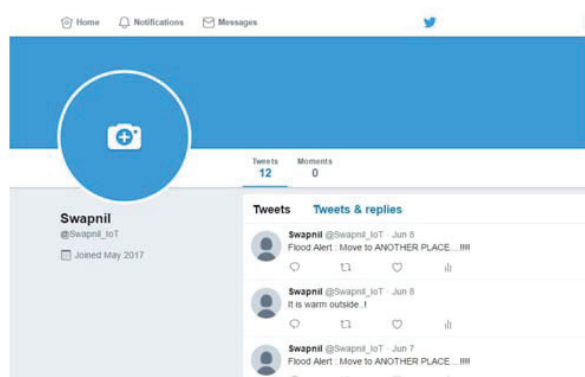 Home Notifications Messages
Tweets Moments
12 0
Swapnil
@Swapnil_IoT
Joined May 2017
Tweets Tweets & replies
Swapnil @Swapnil_IoT · Jun 8
Flood Alert : Move to ANOTHER PLACE...!!!!
Swapnil @Swapnil_IoT · Jun 8
It is warm outside..!
Swapnil @Swapnil_IoT · Jun 7
Flood Alert : Move to ANOTHER PLACE...!!!!